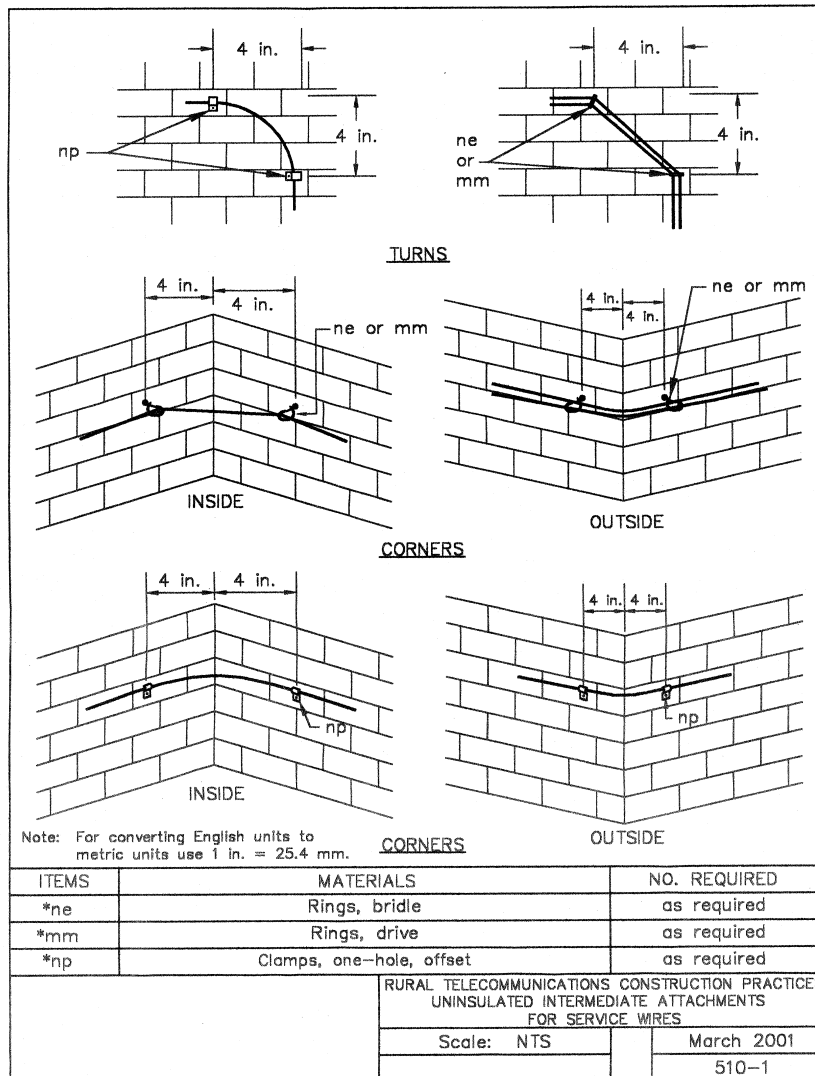 4 in.
4 in.
4 in.
4 in.
np
ne
or
mm
TURNS
4 in.
4 in.
ne or mm
4 in.
4 in.
ne or mm
INSIDE
OUTSIDE
CORNERS
4 in.
4 in.
4 in.
4 in.
np
np
INSIDE
OUTSIDE
Note: For converting English units to
metric units use 1 in. = 25.4 mm.
CORNERS
ITEMS MATERIALS NO. REQUIRED
*ne Rings, bridle as required
*mm Rings, drive as required
*np Clamps, one-hole, offset as required
RURAL TELECOMMUNICATIONS CONSTRUCTION PRACTICE
UNINSULATED INTERMEDIATE ATTACHMENTS
FOR SERVICE WIRES
Scale: NTS March 2001
510-1